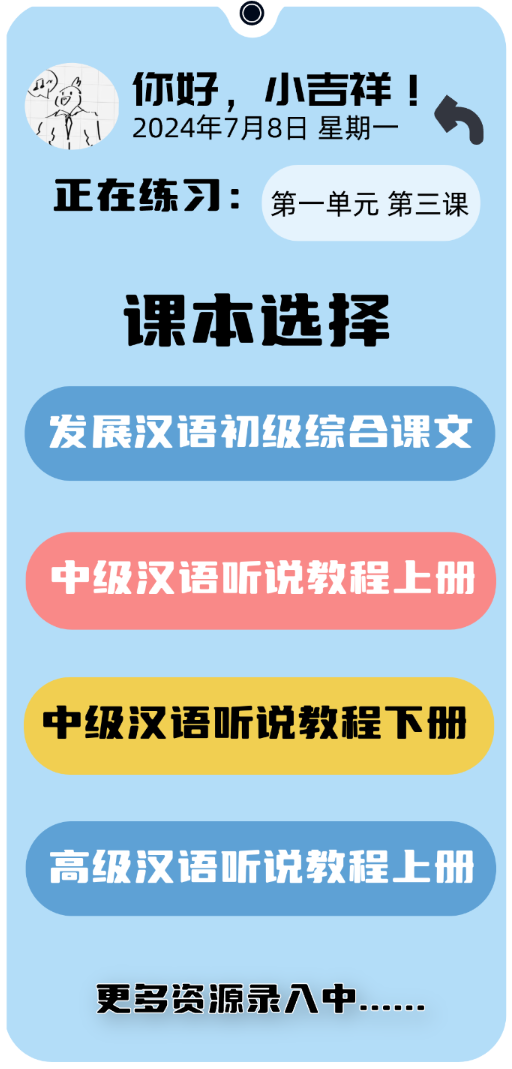 你好，小吉祥！
2024年7月8日 星期一
正在练习：
第一单元 第三课
课本选择
发展汉语初级综合课文
中级汉语听说教程上册
中级汉语听说教程下册
高级汉语听说教程上册
更多资源录入中......